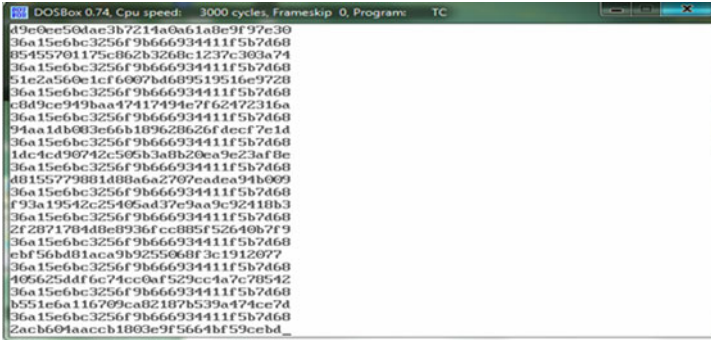 DOSBox 0.74, Cpu speed: 3000 cycles, Frameskip 0, Program: TC
d9e0ee50dae3b7214a0a61a8e9f97e30
36a15e6bc3256f9b666934411f5b7d68
85455701175c862b3268c1237c303a74
36a15e6bc3256f9b666934411f5b7d68
51e2a560e1cf6007bd689519516e9728
36a15e6bc3256f9b666934411f5b7d68
c8d9ce949baa47417494e7f62472316a
36a15e6bc3256f9b666934411f5b7d68
94aa1db083e66b189628626fdecf7e1d
36a15e6bc3256f9b666934411f5b7d68
1dc4cd90742c505b3a8b20ea9e23af8e
36a15e6bc3256f9b666934411f5b7d68
d8155779881d88a6a2707eadea94b009
36a15e6bc3256f9b666934411f5b7d68
f93a19542c25405ad37e9aa9c92418b3
36a15e6bc3256f9b666934411f5b7d68
2f2871784d8e8936fcc885f52640b7f9
36a15e6bc3256f9b666934411f5b7d68
ebf56bd81aca9b9255068f3c1912077
36a15e6bc3256f9b666934411f5b7d68
405625ddf6c74cc0af529cc4a7c78542
36a15e6bc3256f9b666934411f5b7d68
b551e6a116709ca82187b539a474ce7d
36a15e6bc3256f9b666934411f5b7d68
2acb604aaccb1803e9f5664bf59cebd_